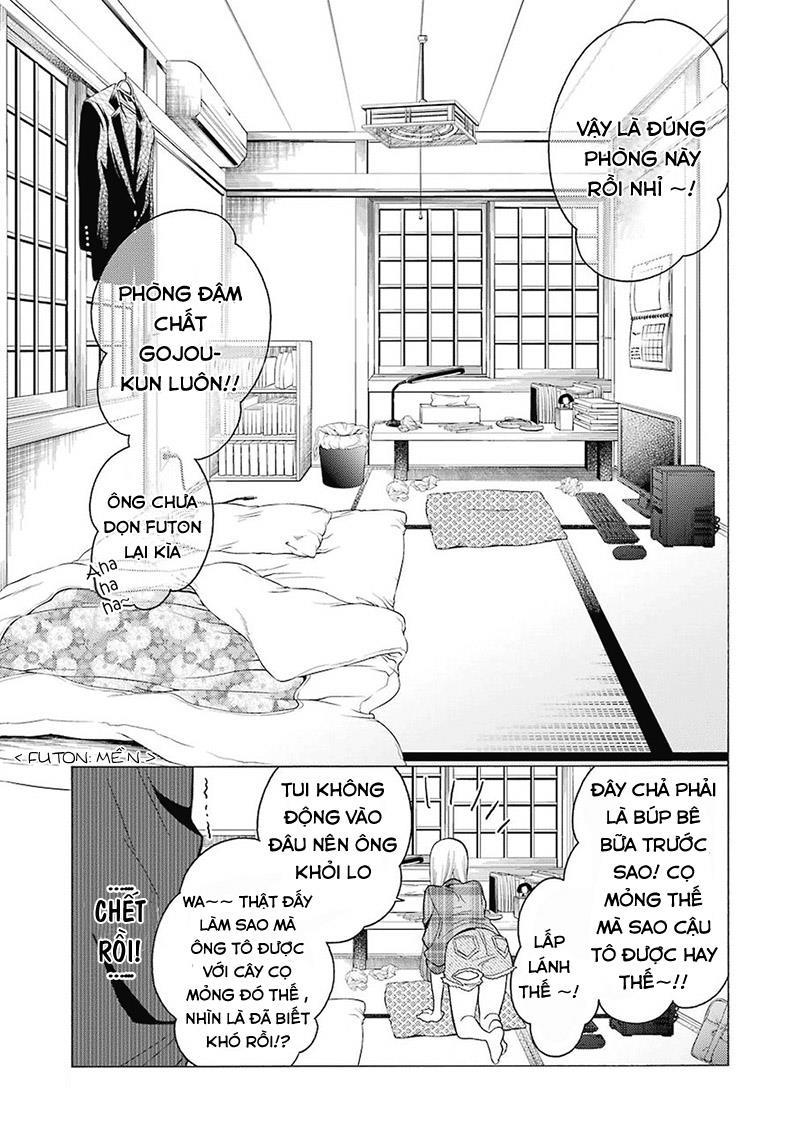 VẬY LÀ ĐÚNG
PHÒNG NÀY
RỒI NHỈ ~!
PHÒNG ĐẬM
CHẤT
GOJOU-
KUN LUÔN!!
ÔNG CHƯA
DỌN FUTON
LẠI KÌA
Aha
ha
ha~
< FUTON: MỀN >
ĐÂY CHẢ PHẢI
LÀ BÚP BÊ
BỮA TRƯỚC
SAO! CỌ
MỎNG THẾ
MÀ SAO CẬU
TÔ ĐƯỢC HAY
THẾ~!!
LẤP
LÁNH
THẾ ~!
TUI KHÔNG
ĐỘNG VÀO
ĐÂU NÊN ÔNG
KHỎI LO
WA~~ THẬT ĐẤY
LÀM SAO MÀ
ÔNG TÔ ĐƯỢC
VỚI CÂY CỌ
MỎNG ĐÓ THẾ ,
NHÌN LÀ ĐÃ BIẾT
KHÓ RỒI!?
CHẾT
RỒI!